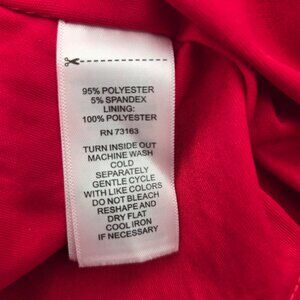 95% POLYESTER
5% SPANDEX
LINING:
100% POLYESTER
RN 73163
TURN INSIDE OUT
MACHINE WASH
COLD
SEPARATELY
GENTLE CYCLE
WITH LIKE COLORS
DO NOT BLEACH
RESHAPE AND
DRY FLAT
COOL IRON
IF NECESSARY